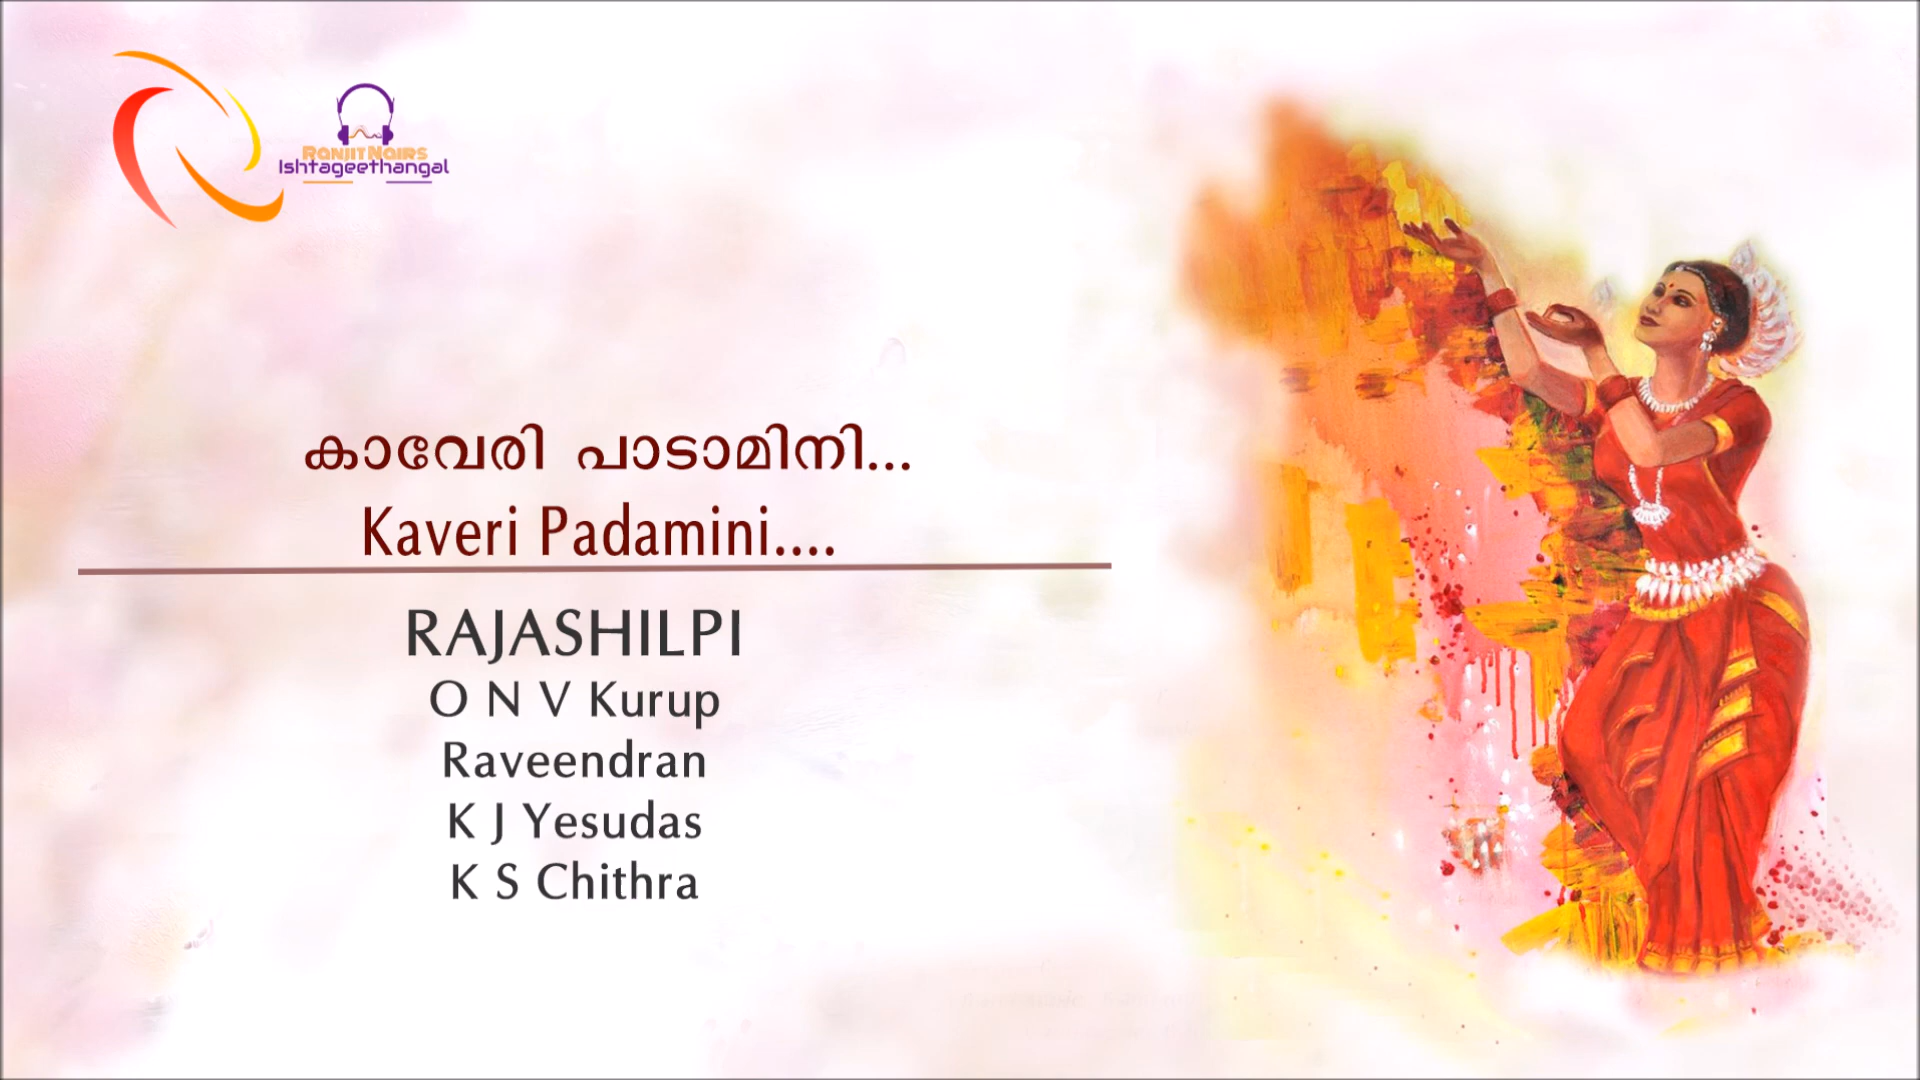 Ranjit Nairs
Ishtageethangal
കാവേരി പാടാമിനി...
Kaveri Padamini....
RAJASHILPI
O N V Kurup
Raveendran
K J Yesudas
K S Chithra